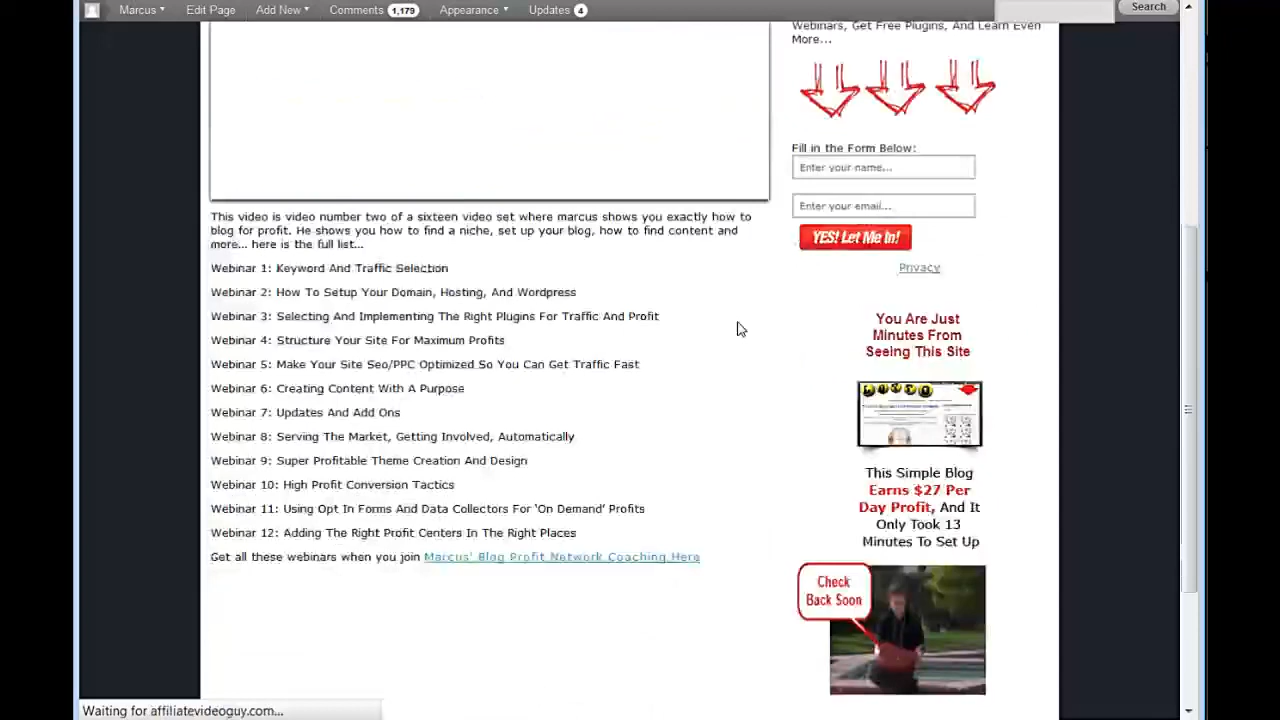 Marcus Edit Page Add New Comments 1,179 Appearance Updates 4 Search
Webinars, Get Free Plugins, And Learn Even
More...
Fill in the Form Below:
Enter your name...
Enter your email...
YES! Let Me In!
Privacy
This video is video number two of a sixteen video set where marcus shows you exactly how to
blog for profit. He shows you how to find a niche, set up your blog, how to find content and
more... here is the full list...
Webinar 1: Keyword And Traffic Selection
Webinar 2: How To Setup Your Domain, Hosting, And Wordpress
Webinar 3: Selecting And Implementing The Right Plugins For Traffic And Profit
Webinar 4: Structure Your Site For Maximum Profits
Webinar 5: Make Your Site Seo/PPC Optimized So You Can Get Traffic Fast
Webinar 6: Creating Content With A Purpose
Webinar 7: Updates And Add Ons
Webinar 8: Serving The Market, Getting Involved, Automatically
Webinar 9: Super Profitable Theme Creation And Design
Webinar 10: High Profit Conversion Tactics
Webinar 11: Using Opt In Forms And Data Collectors For ‘On Demand’ Profits
Webinar 12: Adding The Right Profit Centers In The Right Places
Get all these webinars when you join Marcus' Blog Profit Network Coaching Here
You Are Just
Minutes From
Seeing This Site
This Simple Blog
Earns $27 Per
Day Profit, And It
Only Took 13
Minutes To Set Up
Check
Back Soon
Waiting for affiliatevideoguy.com...